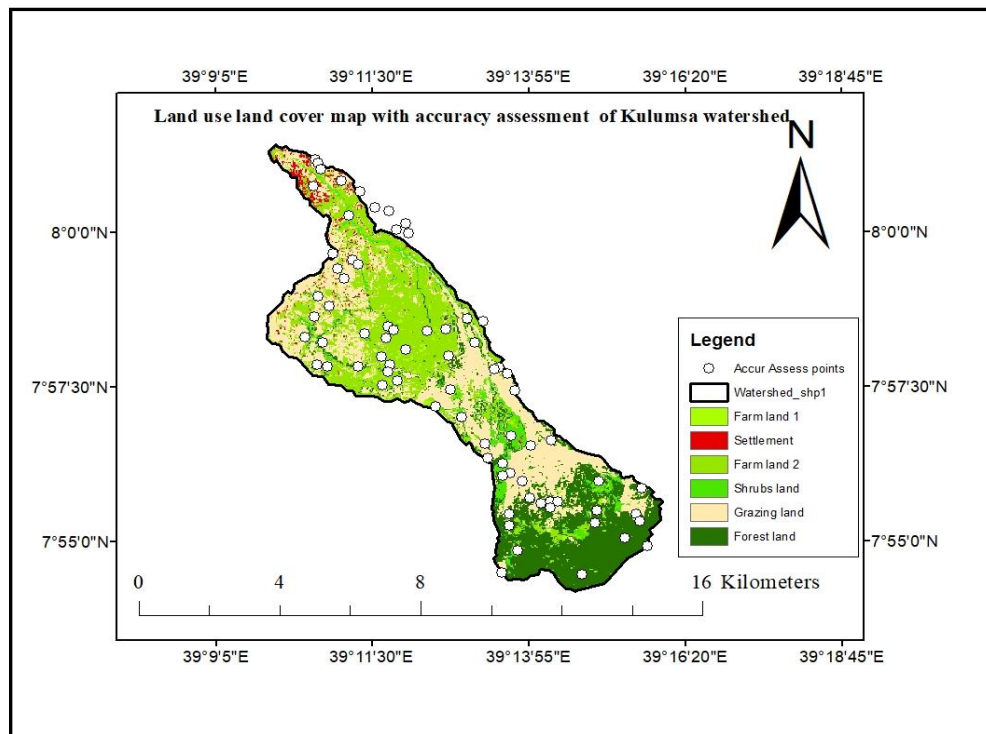 39°9'5"E 39°11'30"E 39°13'55"E 39°16'20"E 39°18'45"E
Land use land cover map with accuracy assessment of Kulumsa watershed
N
8°0'0"N 8°0'0"N
Legend
Accur Assess points
Watershed_shp1
Farm land 1
Settlement
Farm land 2
Shrubs land
Grazing land
Forest land
7°57'30"N 7°57'30"N
7°55'0"N 7°55'0"N
0 4 8 16 Kilometers
39°9'5"E 39°11'30"E 39°13'55"E 39°16'20"E 39°18'45"E